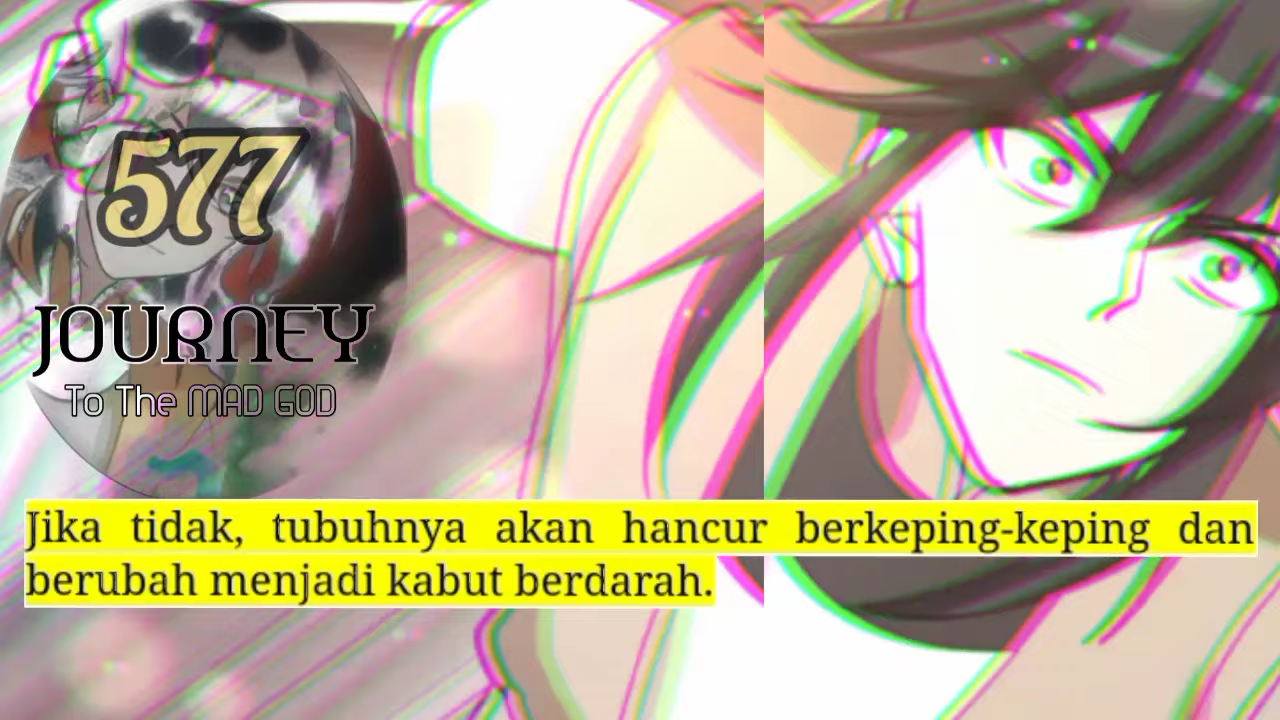 577
JOURNEY
To The MAD GOD
Jika tidak, tubuhnya akan hancur berkeping-keping dan
berubah menjadi kabut berdarah.